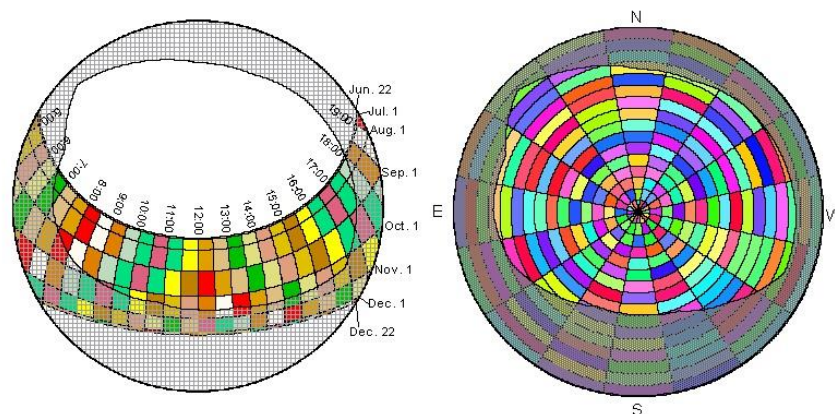 Jun. 22
Jul. 1
Aug. 1
Sep. 1
Oct. 1
Nov. 1
Dec. 1
Dec. 22
5:00
6:00
7:00
8:00
9:00
10:00
11:00
12:00
13:00
14:00
15:00
16:00
17:00
18:00
19:00
N
E
W
S